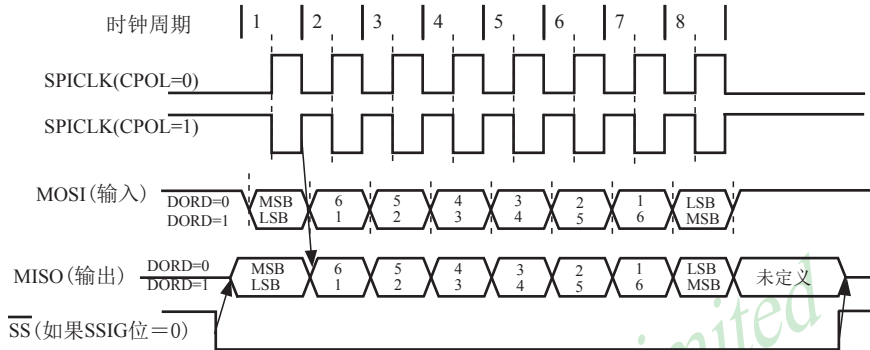 时钟周期 1 2 3 4 5 6 7 8
SPICLK(CPOL=0)
SPICLK(CPOL=1)
MOSI(输入) DORD=0 MSB 6 5 4 3 2 1 LSB
DORD=1 LSB 1 2 3 4 5 6 MSB
MISO(输出) DORD=0 MSB 6 5 4 3 2 1 LSB 未定义
DORD=1 LSB 1 2 3 4 5 6 MSB
SS(如果SSIG位=0)
imited